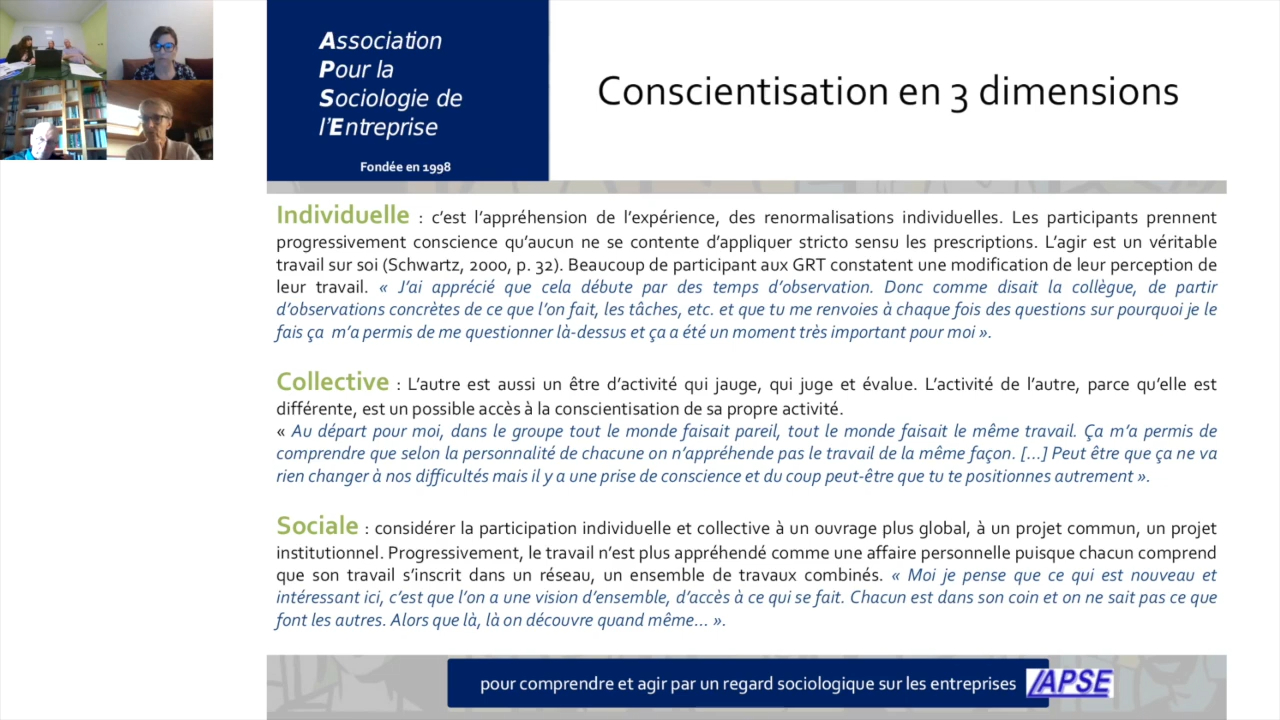 Association
Pour la
Sociologie de
l'Entreprise
Fondée en 1998
Conscientisation en 3 dimensions
Individuelle : c'est l'appréhension de l'expérience, des renormalisations individuelles. Les participants prennent
progressivement conscience qu'aucun ne se contente d'appliquer stricto sensu les prescriptions. L'agir est un véritable
travail sur soi (Schwartz, 2000, p. 32). Beaucoup de participant aux GRT constatent une modification de leur perception de
leur travail. « J'ai apprécié que cela débute par des temps d'observation. Donc comme disait la collègue, de partir
d'observations concrètes de ce que l'on fait, les tâches, etc. et que tu me renvoies à chaque fois des questions sur pourquoi je le
fais ça m'a permis de me questionner là-dessus et ça a été un moment très important pour moi ».
Collective : L'autre est aussi un être d'activité qui jauge, qui juge et évalue. L'activité de l'autre, parce qu'elle est
différente, est un possible accès à la conscientisation de sa propre activité.
« Au départ pour moi, dans le groupe tout le monde faisait pareil, tout le monde faisait le même travail. Ça m'a permis de
comprendre que selon la personnalité de chacune on n'appréhende pas le travail de la même façon. [...] Peut être que ça ne va
rien changer à nos difficultés mais il y a une prise de conscience et du coup peut-être que tu te positionnes autrement ».
Sociale : considérer la participation individuelle et collective à un ouvrage plus global, à un projet commun, un projet
institutionnel. Progressivement, le travail n'est plus appréhendé comme une affaire personnelle puisque chacun comprend
que son travail s'inscrit dans un réseau, un ensemble de travaux combinés. « Moi je pense que ce qui est nouveau et
intéressant ici, c'est que l'on a une vision d'ensemble, d'accès à ce qui se fait. Chacun est dans son coin et on ne sait pas ce que
font les autres. Alors que là, là on découvre quand même... ».
pour comprendre et agir par un regard sociologique sur les entreprises
APSE